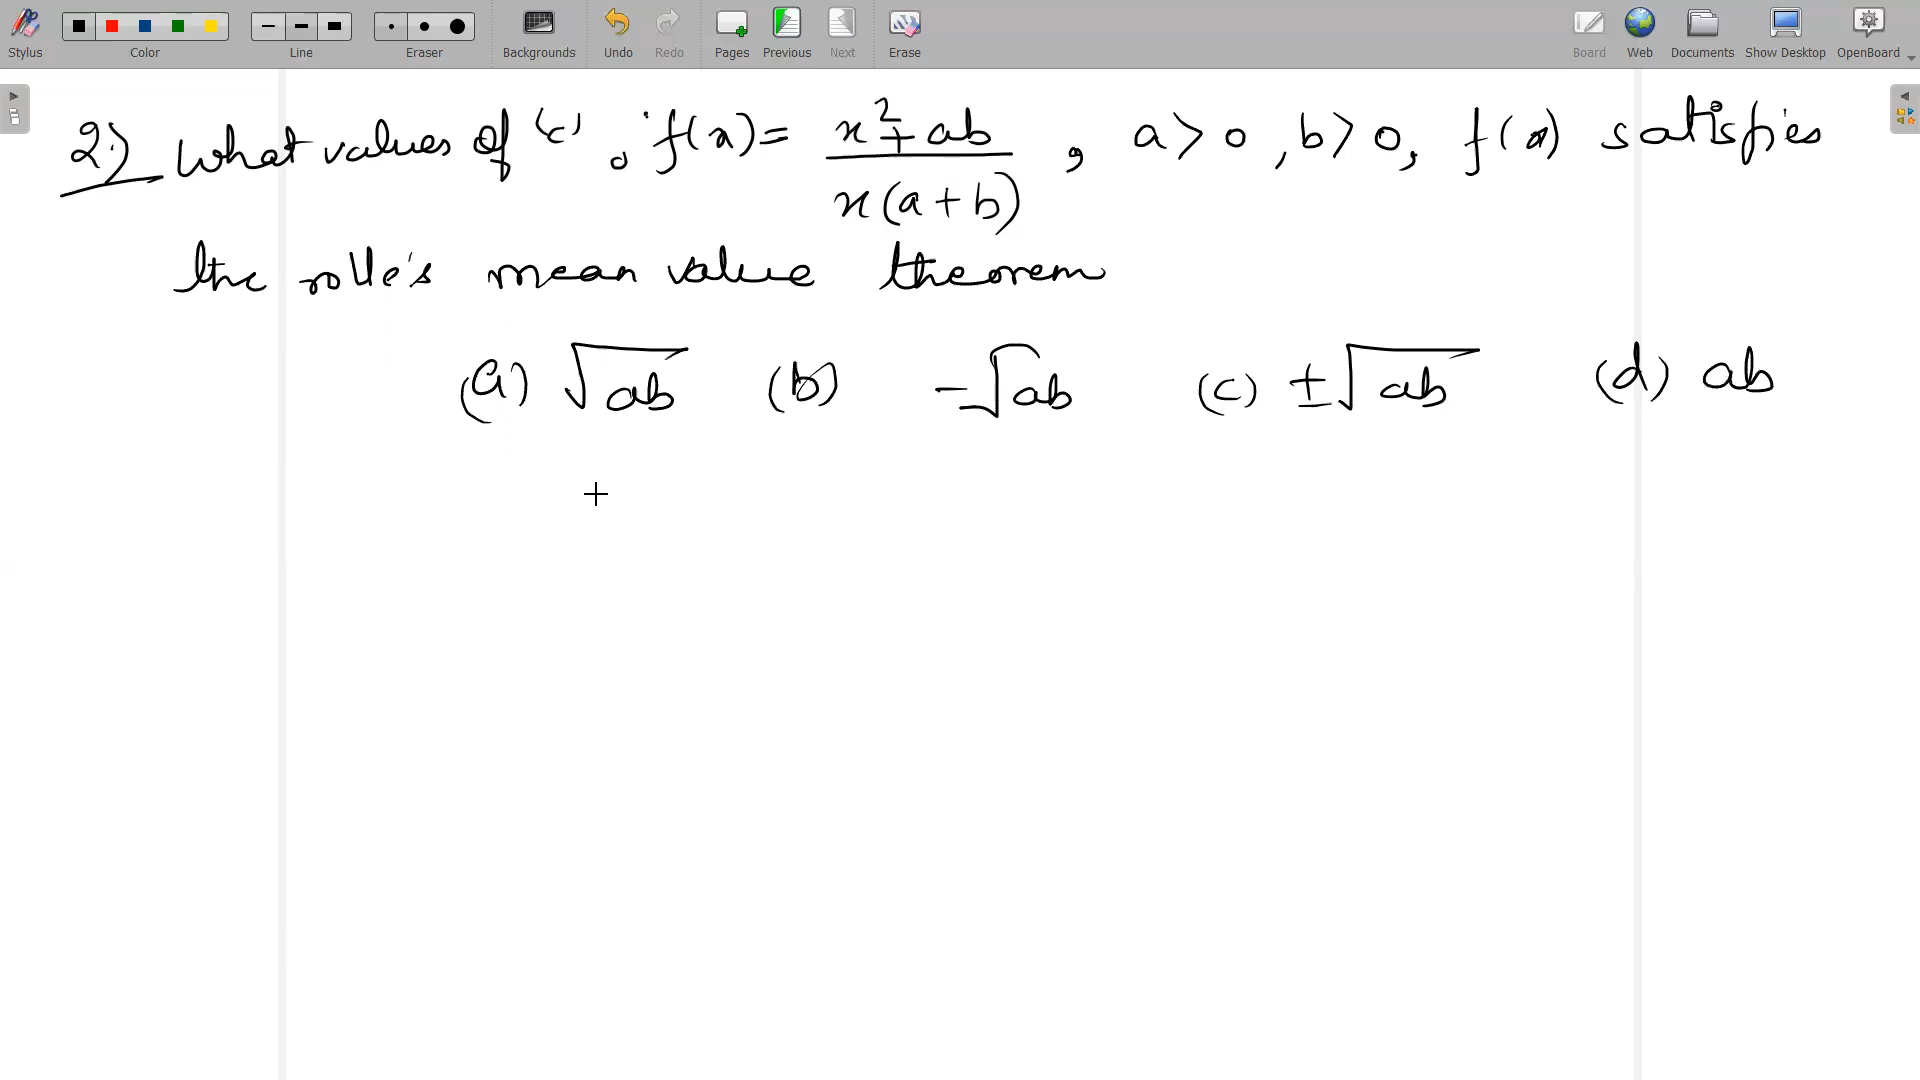 Stylus Color Line Eraser Backgrounds Undo Redo Pages Previous Next Erase Board Web Documents Show Desktop OpenBoard
2) What values of 'c', f(x) = (x² + ab) / (x(a+b)), a > 0, b > 0, f(x) satisfies
the rolle's mean value theorem
(a) √ab (b) -√ab (c) ±√ab (d) ab